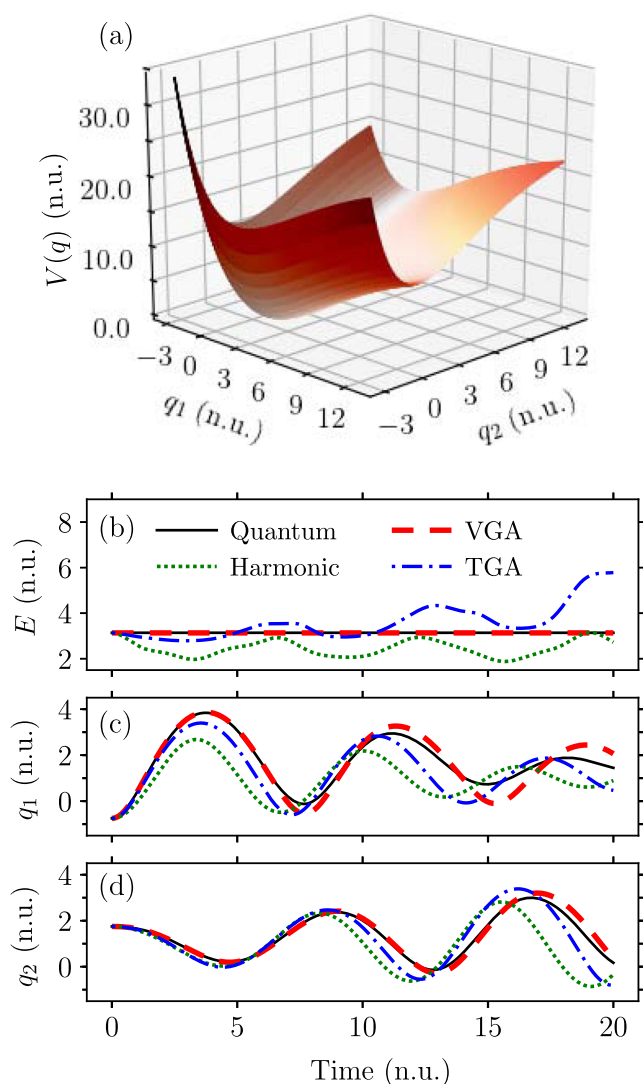 (a)
V(q) (n.u.)
30.0
20.0
10.0
0.0
−3 0 3 6 9 12
q₁ (n.u.)
−3 0 3 6 9 12
q₂ (n.u.)
(b)
Quantum
VGA
Harmonic
TGA
E (n.u.)
8
6
4
2
(c)
q₁ (n.u.)
4
2
0
(d)
q₂ (n.u.)
4
2
0
0 5 10 15 20
Time (n.u.)